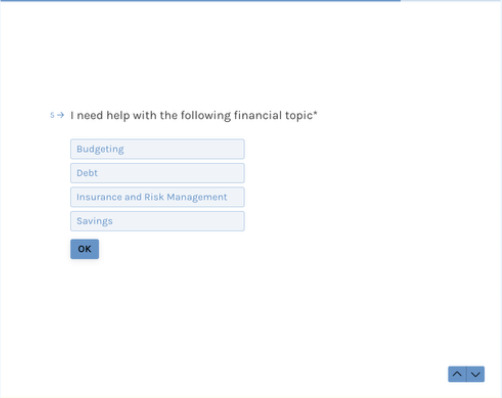 5→ I need help with the following financial topic*
Budgeting
Debt
Insurance and Risk Management
Savings
OK